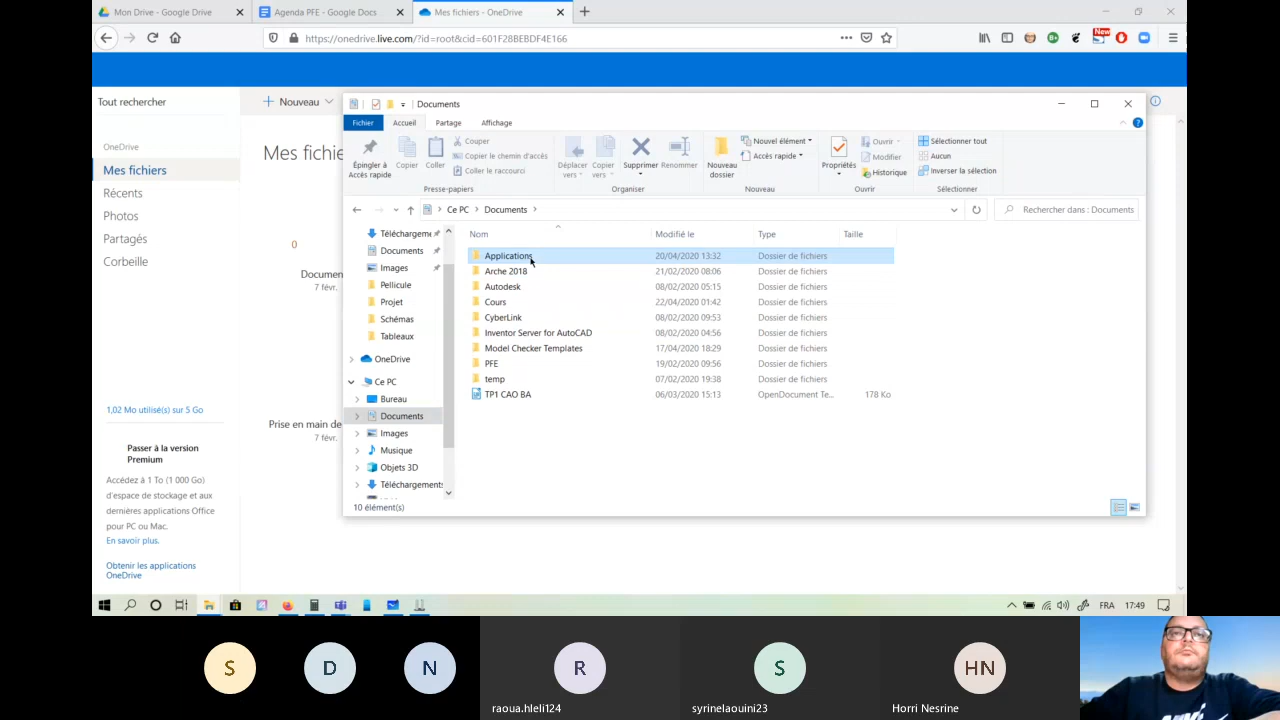 Mon Drive - Google Drive
Agenda PFE - Google Docs
Mes fichiers - OneDrive
https://onedrive.live.com/?id=root&cid=601F28BEBDF4E166
New
Tout rechercher
Nouveau
OneDrive
Mes fichiers
Récents
Photos
Partagés
Corbeille
1,02 Mo utilisé(s) sur 5 Go
Passer à la version
Premium
Accédez à 1 To (1 000 Go)
d'espace de stockage et aux
dernières applications Office
pour PC ou Mac.
En savoir plus.
Obtenir les applications
OneDrive
Mes fichie
0
Documen
7 févr.
Prise en main de
7 févr.
Documents
Fichier
Accueil
Partage
Affichage
Épingler à
Accès rapide
Copier
Coller
Couper
Copier le chemin d'accès
Coller le raccourci
Presse-papiers
Déplacer
vers
Copier
vers
Supprimer
Renommer
Organiser
Nouveau
dossier
Nouvel élément
Accès rapide
Nouveau
Propriétés
Ouvrir
Modifier
Historique
Ouvrir
Sélectionner tout
Aucun
Inverser la sélection
Sélectionner
Ce PC > Documents >
Rechercher dans : Documents
Téléchargeme
Documents
Images
Pellicule
Projet
Schémas
Tableaux
OneDrive
Ce PC
Bureau
Documents
Images
Musique
Objets 3D
Téléchargements
Nom Modifié le Type Taille
Applications 20/04/2020 13:32 Dossier de fichiers
Arche 2018 21/02/2020 08:06 Dossier de fichiers
Autodesk 08/02/2020 05:15 Dossier de fichiers
Cours 22/04/2020 01:42 Dossier de fichiers
CyberLink 08/02/2020 09:53 Dossier de fichiers
Inventor Server for AutoCAD 08/02/2020 04:56 Dossier de fichiers
Model Checker Templates 17/04/2020 18:29 Dossier de fichiers
PFE 19/02/2020 09:56 Dossier de fichiers
temp 07/02/2020 19:38 Dossier de fichiers
TP1 CAO BA 06/03/2020 15:13 OpenDocument Te... 178 Ko
10 élément(s)
FRA 17:49
S
D
N
R
raoua.hleli124
S
syrinelaouini23
HN
Horri Nesrine